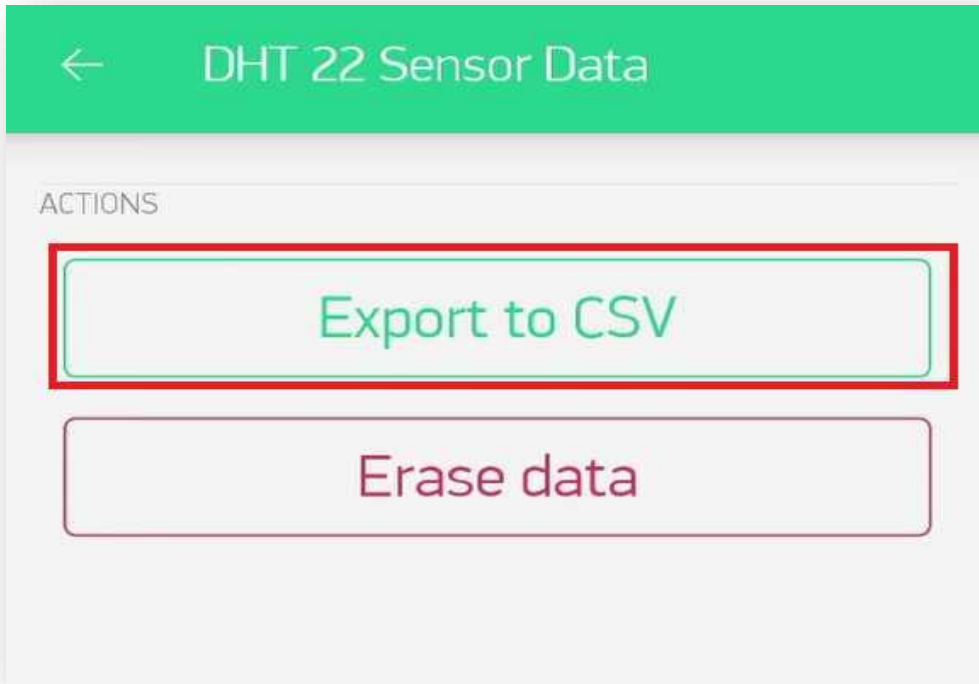 DHT 22 Sensor Data
ACTIONS
Export to CSV
Erase data